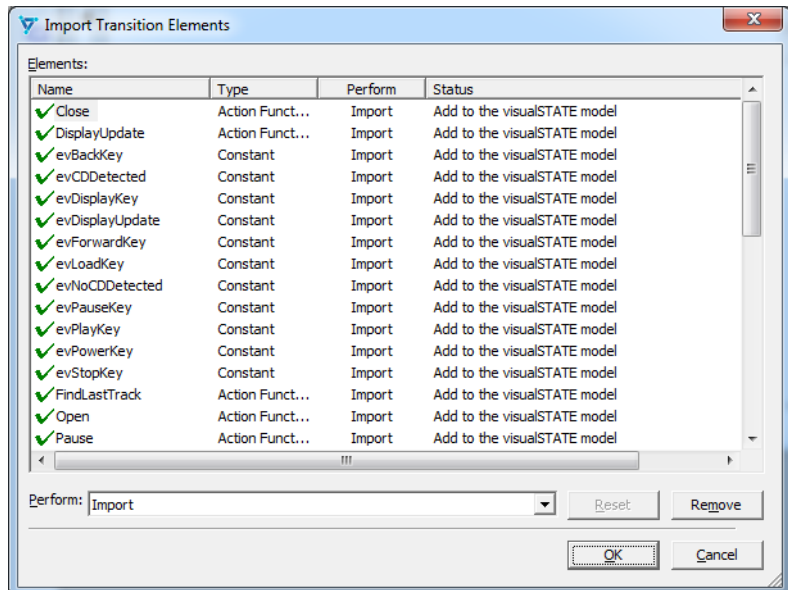 Import Transition Elements
Elements:
Name Type Perform Status
Close Action Funct... Import Add to the visualSTATE model
DisplayUpdate Action Funct... Import Add to the visualSTATE model
evBackKey Constant Import Add to the visualSTATE model
evCDDetected Constant Import Add to the visualSTATE model
evDisplayKey Constant Import Add to the visualSTATE model
evDisplayUpdate Constant Import Add to the visualSTATE model
evForwardKey Constant Import Add to the visualSTATE model
evLoadKey Constant Import Add to the visualSTATE model
evNoCDDetected Constant Import Add to the visualSTATE model
evPauseKey Constant Import Add to the visualSTATE model
evPlayKey Constant Import Add to the visualSTATE model
evPowerKey Constant Import Add to the visualSTATE model
evStopKey Constant Import Add to the visualSTATE model
FindLastTrack Action Funct... Import Add to the visualSTATE model
Open Action Funct... Import Add to the visualSTATE model
Pause Action Funct... Import Add to the visualSTATE model
Perform: Import Reset Remove
OK Cancel